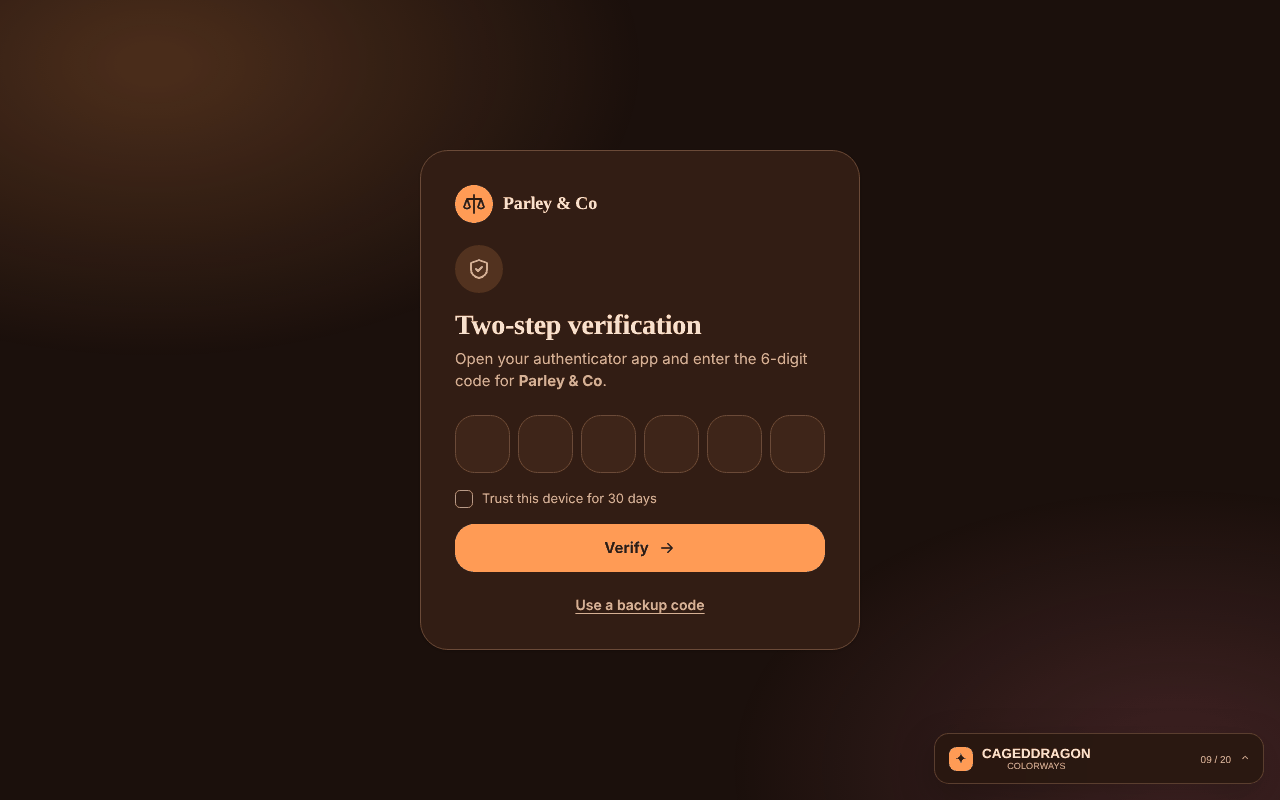 Parley & Co
Two-step verification
Open your authenticator app and enter the 6-digit
code for Parley & Co.
Trust this device for 30 days
Verify →
Use a backup code
CAGEDDRAGON
COLORWAYS
09 / 20